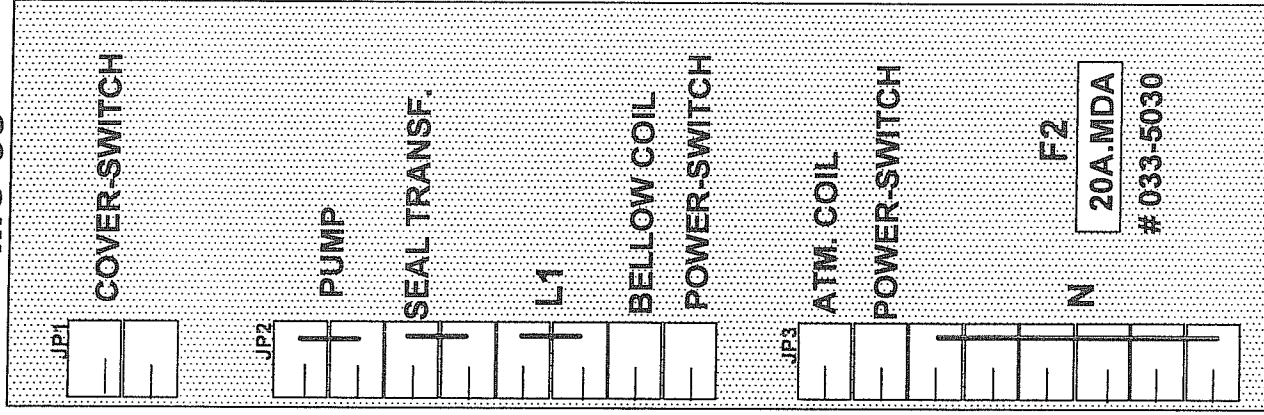 JP1
COVER-SWITCH
JP2
PUMP
SEAL TRANSF.
L1
BELLOW COIL
POWER-SWITCH
JP3
ATM. COIL
POWER-SWITCH
N
F2
20A.MDA
# 033-5030